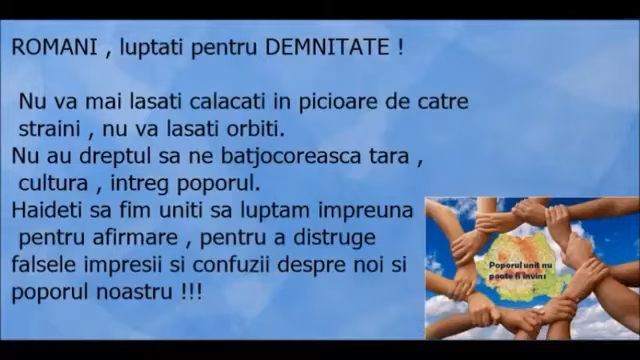 ROMANI , luptati pentru DEMNITATE !
Nu va mai lasati calacati in picioare de catre
straini , nu va lasati orbiti.
Nu au dreptul sa ne batjocoreasca tara ,
cultura , intreg poporul.
Haideti sa fim uniti sa luptam impreuna
pentru afirmare , pentru a distruge
falsele impresii si confuzii despre noi si
poporul noastru !!!
Poporul unit nu
poate fi invins